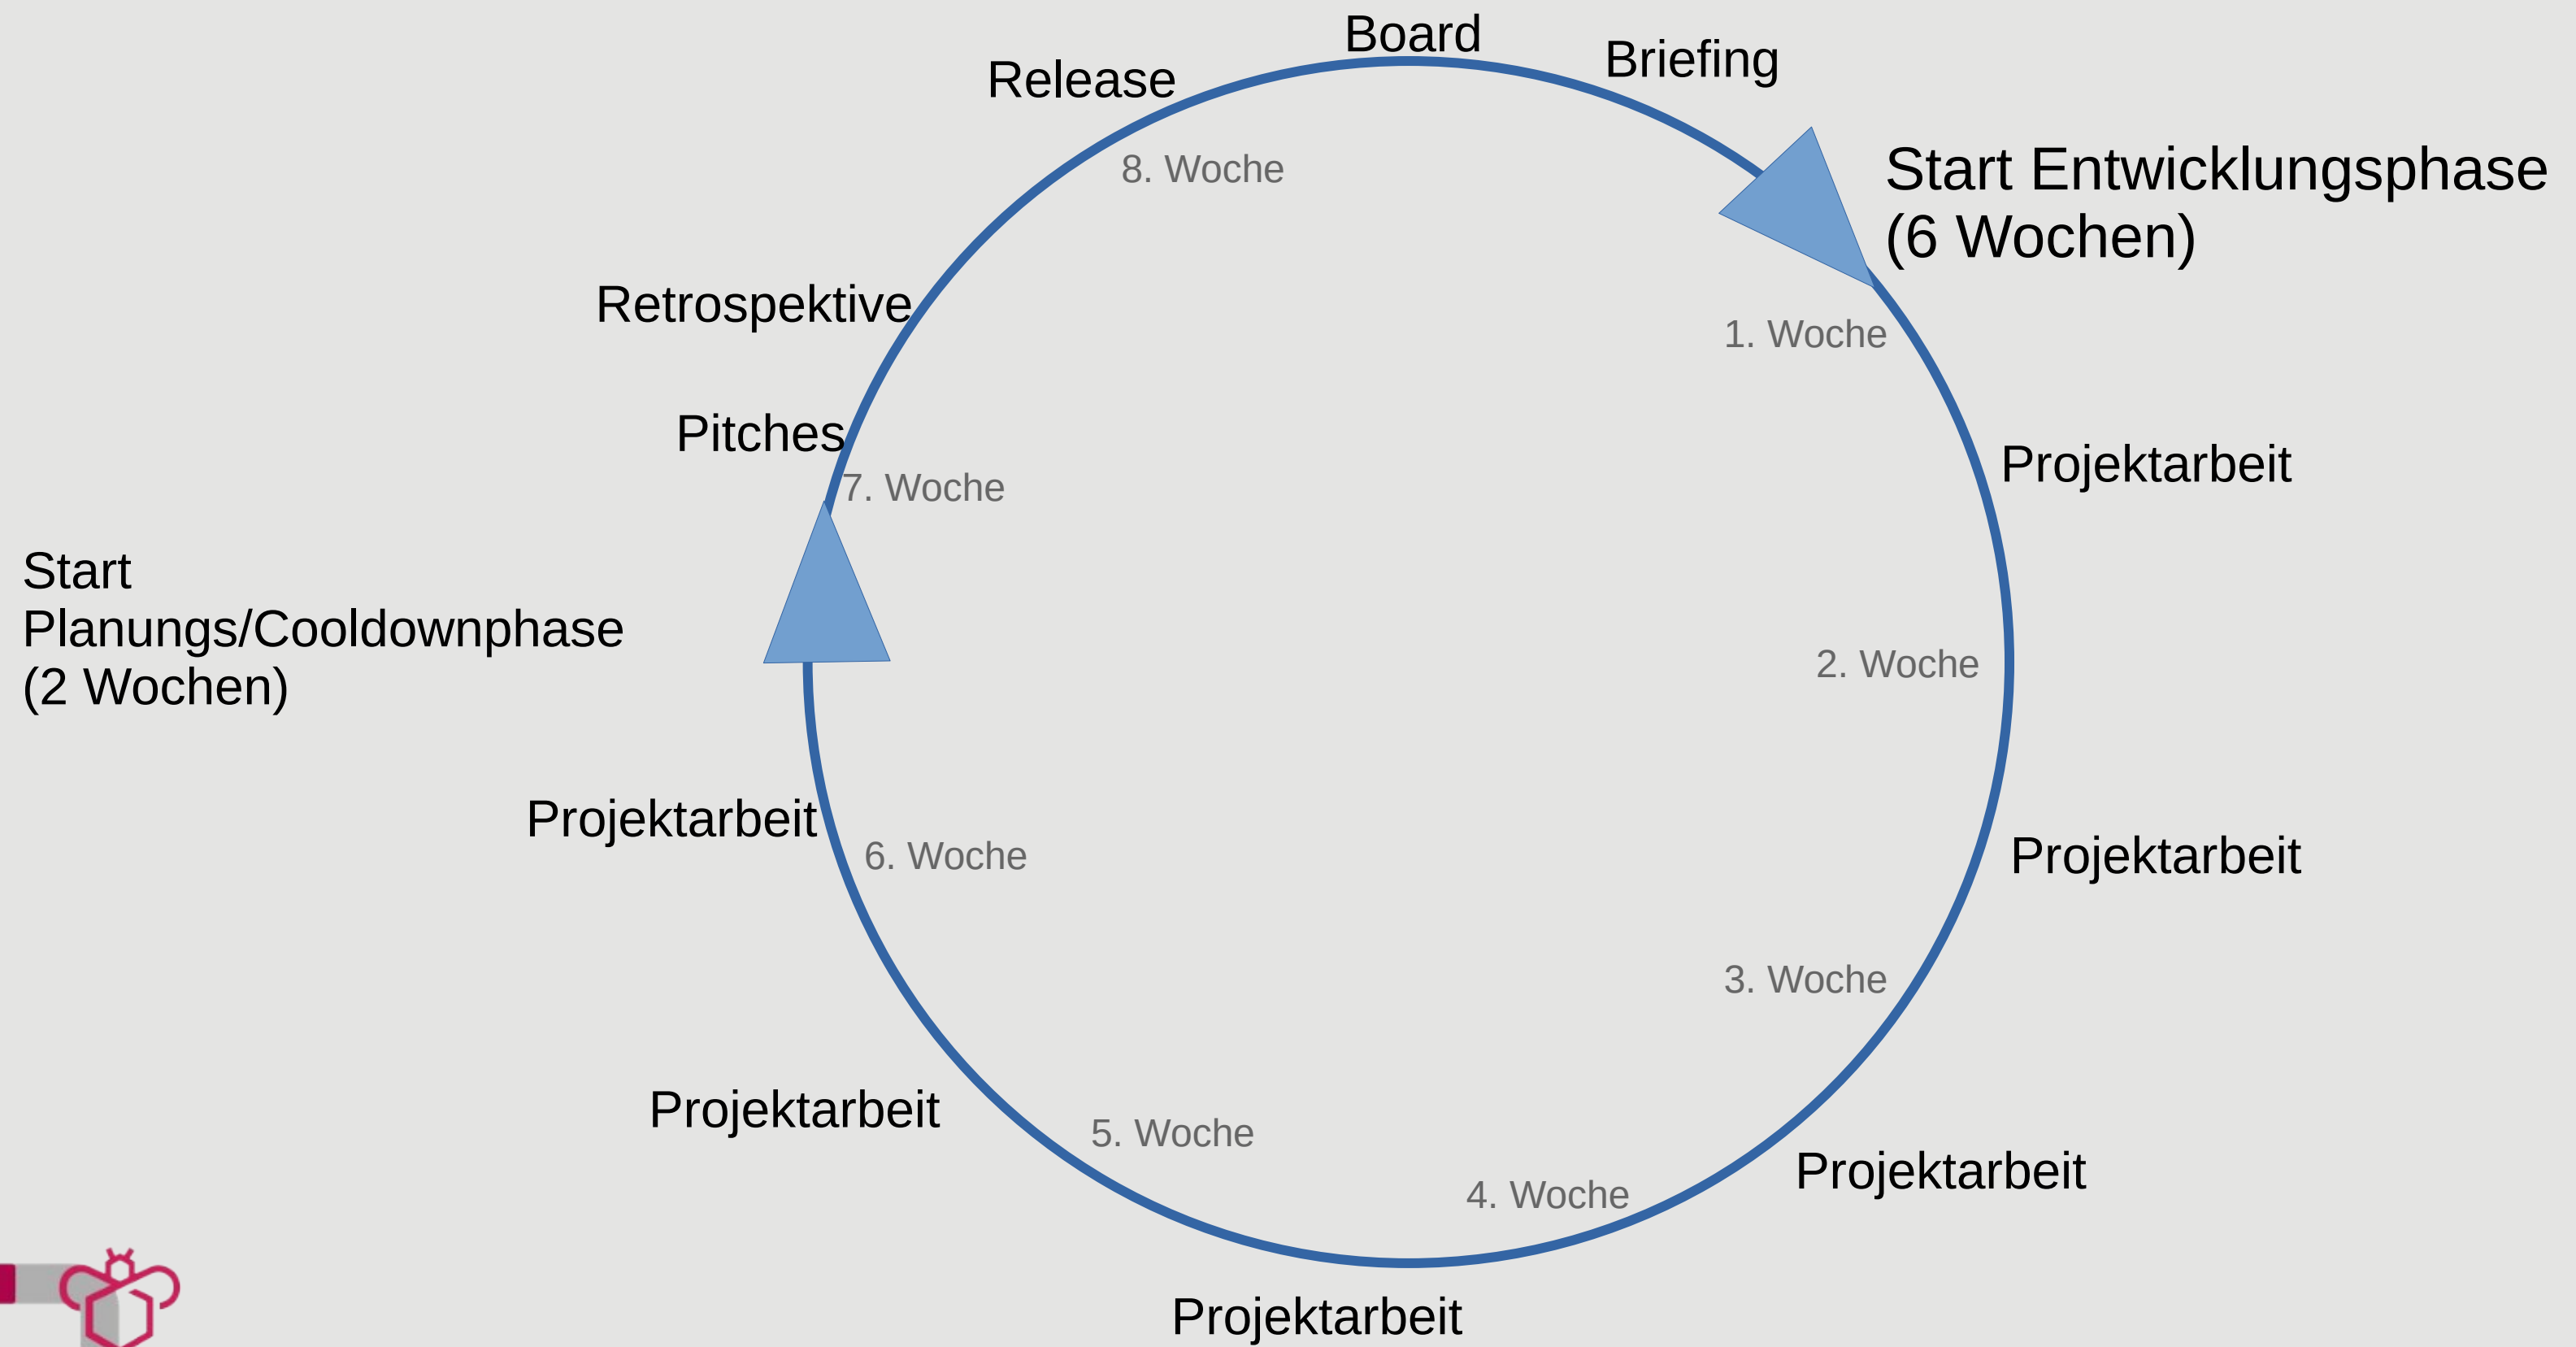 Board
Briefing
Release
8. Woche
Start Entwicklungsphase
(6 Wochen)
Retrospektive
1. Woche
Pitches
Projektarbeit
7. Woche
Start
Planungs/Cooldownphase
(2 Wochen)
2. Woche
Projektarbeit
6. Woche
Projektarbeit
3. Woche
Projektarbeit
5. Woche
Projektarbeit
4. Woche
Projektarbeit